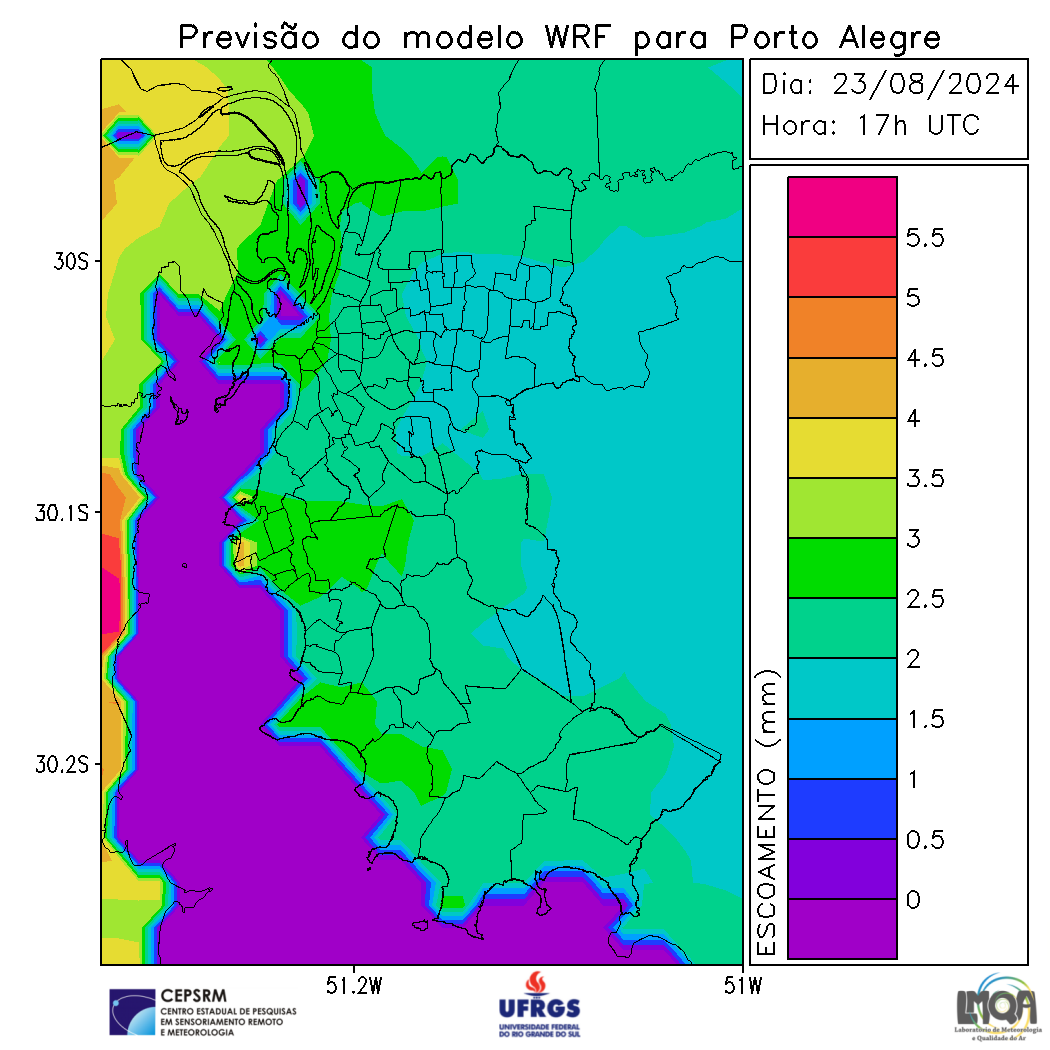 Previsão do modelo WRF para Porto Alegre
Dia: 23/08/2024
Hora: 17h UTC
30S
30.1S
30.2S
51.2W
51W
ESCOAMENTO (mm)
5.5
5
4.5
4
3.5
3
2.5
2
1.5
1
0.5
0
CEPSRM
CENTRO ESTADUAL DE PESQUISAS
EM SENSORIAMENTO REMOTO
E METEOROLOGIA
UFRGS
UNIVERSIDADE FEDERAL
DO RIO GRANDE DO SUL
LMQA
Laboratório de Meteorologia
e Qualidade do Ar